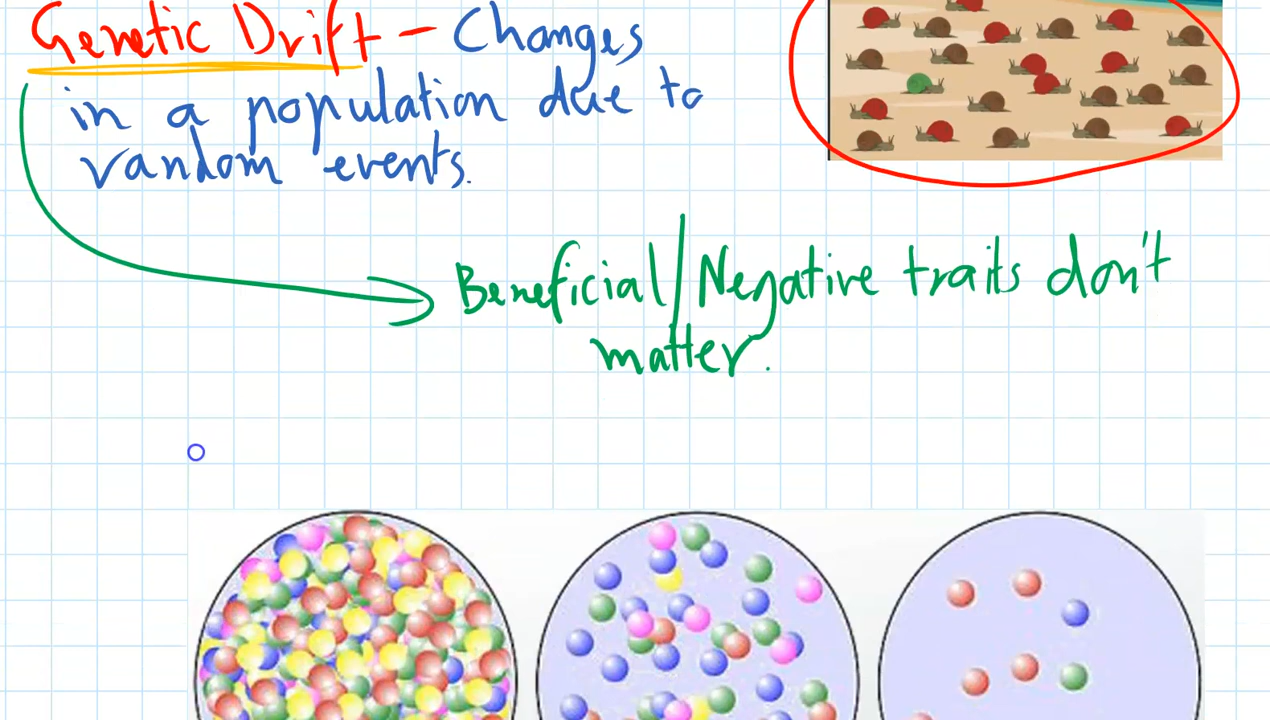 Genetic Drift - Changes
in a population due to
random events.
Beneficial/Negative traits don't
matter.